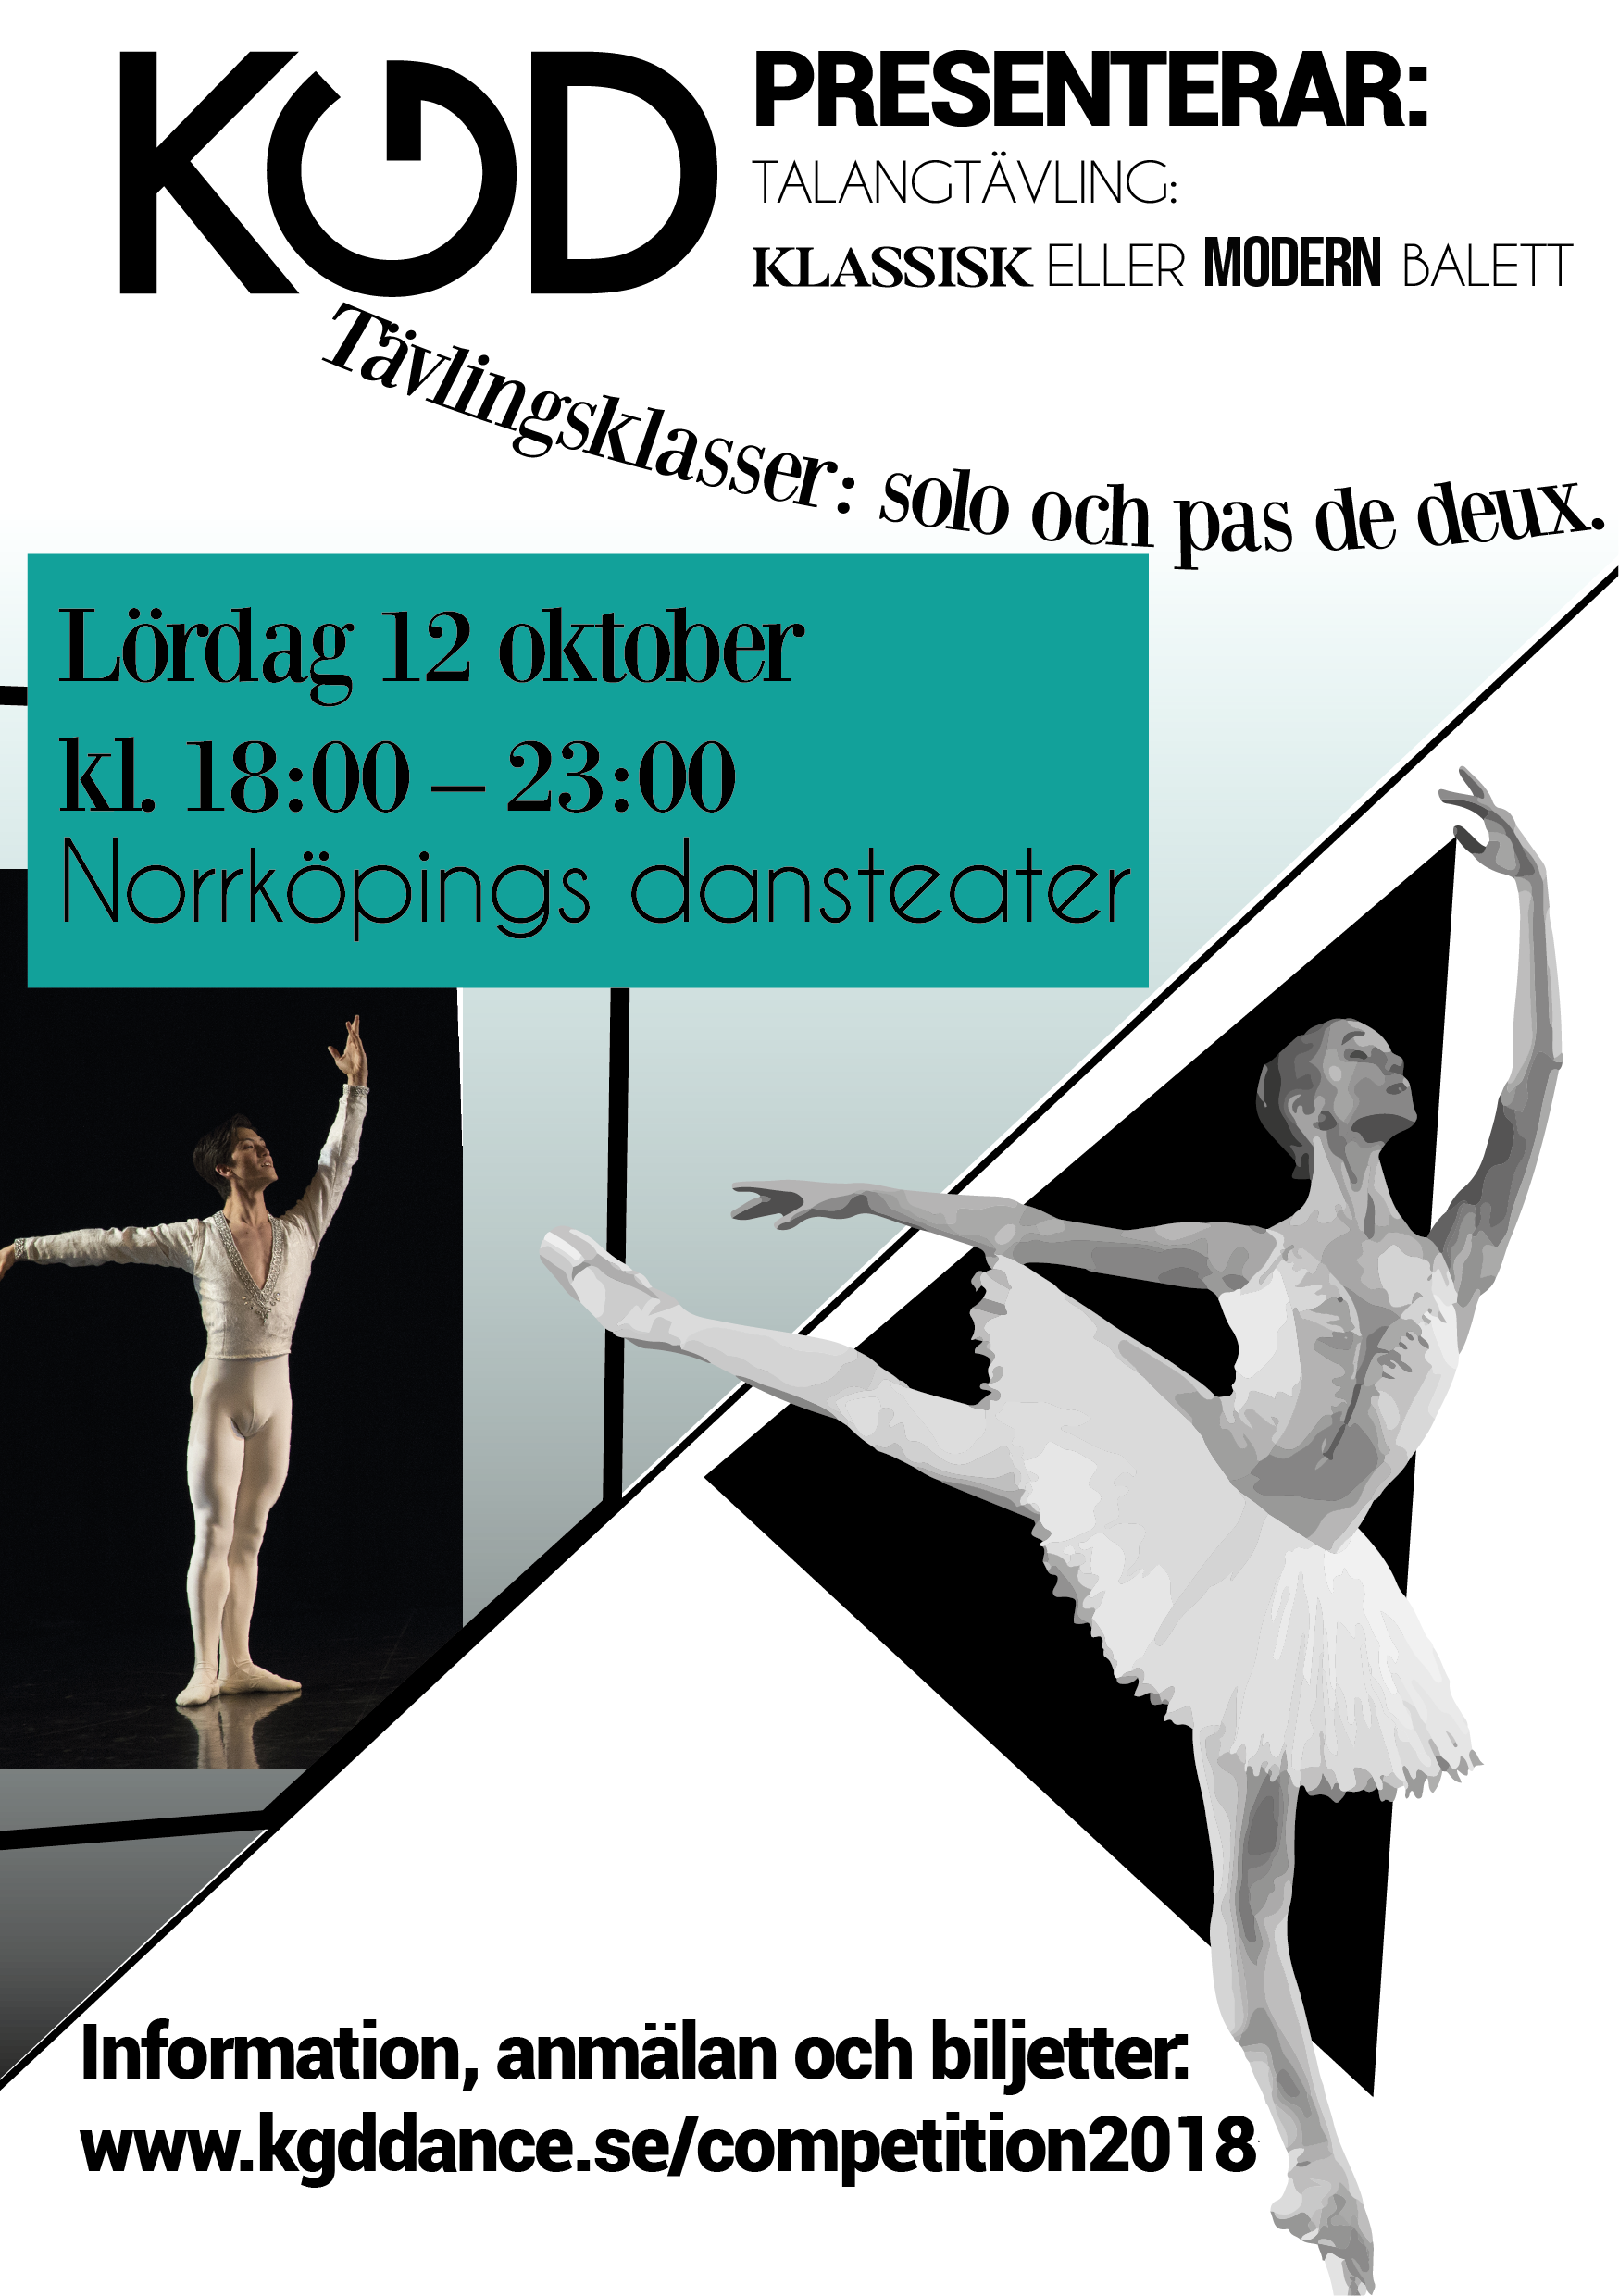 KGD
PRESENTERAR:
TALANGTÄVLING:
KLASSISK ELLER MODERN BALETT
Tävlingsklasser: solo och pas de deux.
Lördag 12 oktober
kl. 18:00 – 23:00
Norrköpings dansteater
Information, anmälan och biljetter:
www.kgddance.se/competition2018